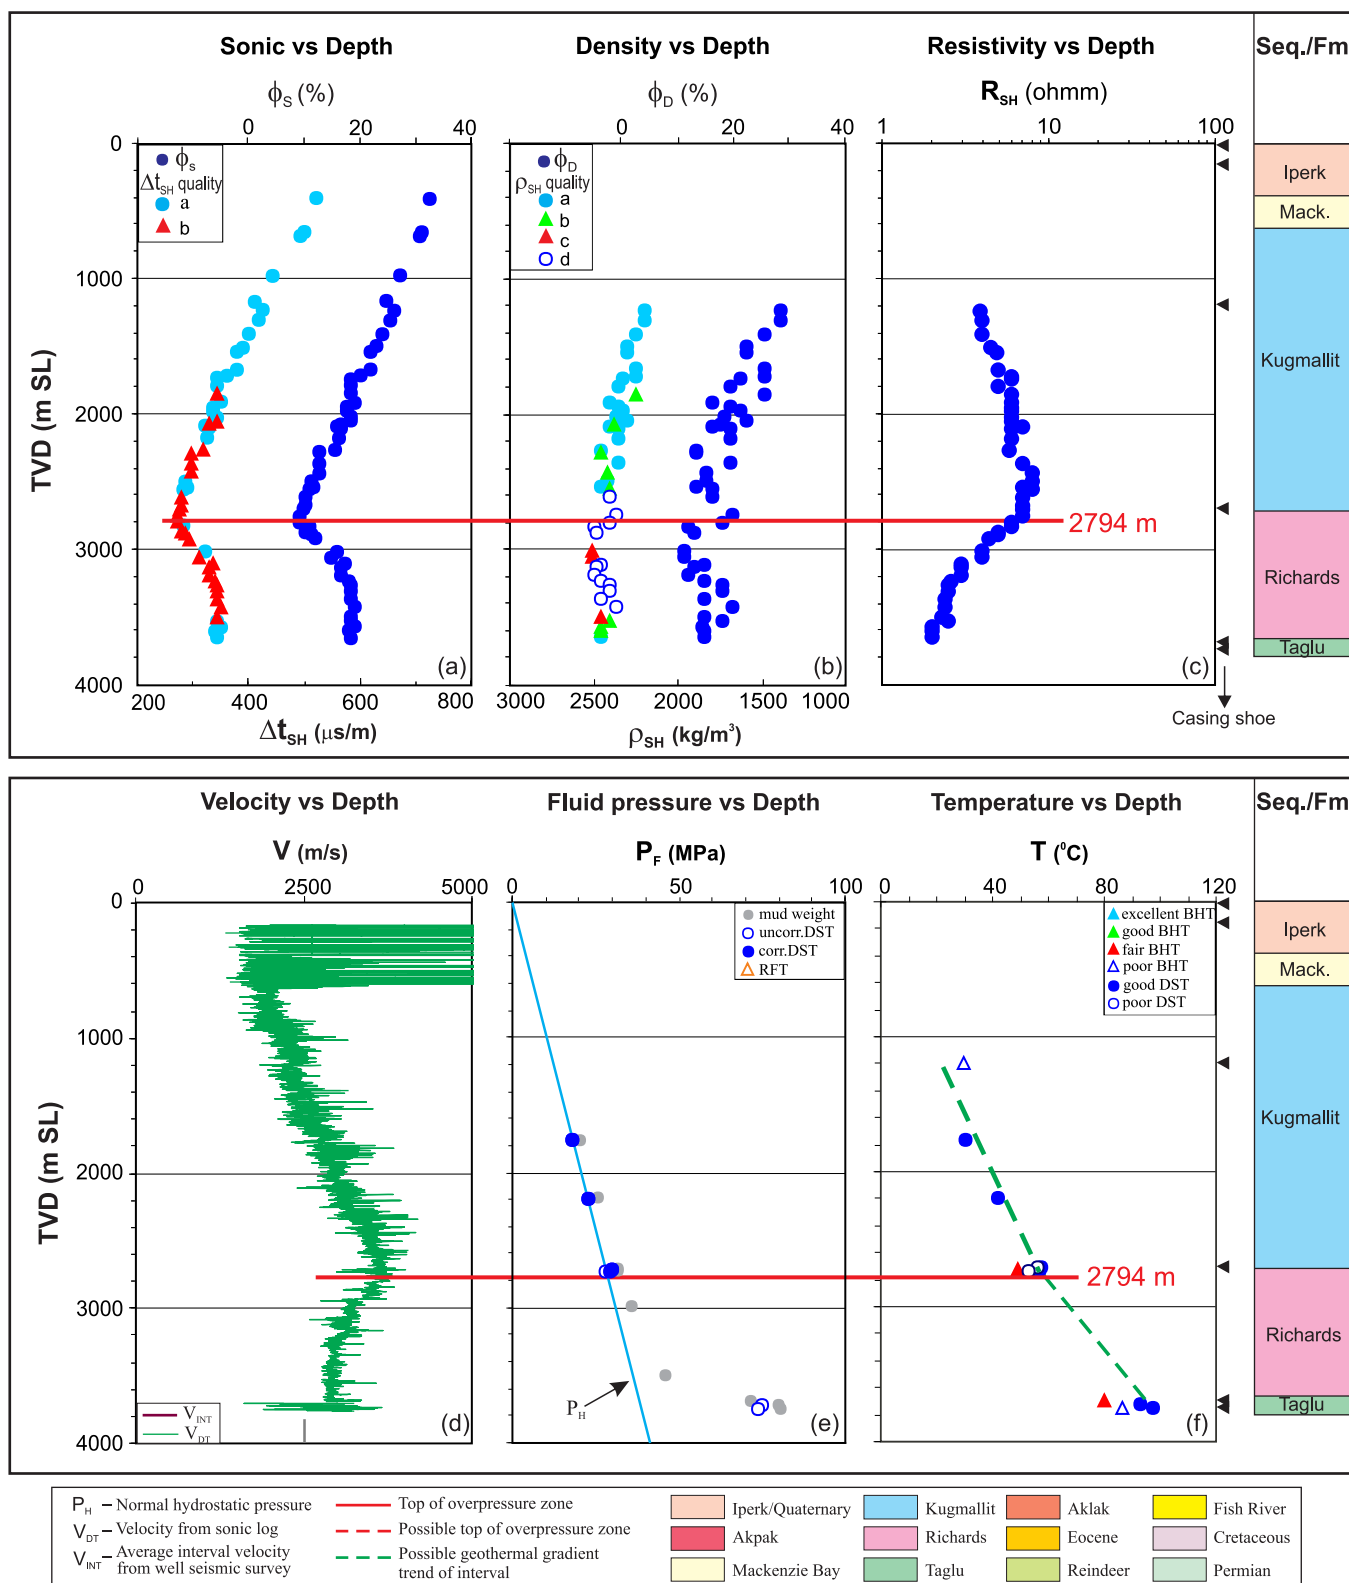 Sonic vs Depth
Density vs Depth
Resistivity vs Depth
Seq./Fm
ϕS (%)
ϕD (%)
RSH (ohmm)
0 20 40
0 20 40
1 10 100
TVD (m SL)
0
1000
2000
3000
4000
ϕs
ΔtSH quality
a
b
ϕD
ρSH quality
a
b
c
d
2794 m
(a)
(b)
(c)
200 400 600 800
3000 2500 2000 1500 1000
ΔtSH (μs/m)
ρSH (kg/m³)
Iperk
Mack.
Kugmallit
Richards
Taglu
Casing shoe
Velocity vs Depth
Fluid pressure vs Depth
Temperature vs Depth
Seq./Fm
V (m/s)
PF (MPa)
T (⁰C)
0 2500 5000
0 50 100
0 40 80 120
TVD (m SL)
0
1000
2000
3000
4000
mud weight
uncorr.DST
corr.DST
RFT
excellent BHT
good BHT
fair BHT
poor BHT
good DST
poor DST
2794 m
PH
VINT
VDT
(d)
(e)
(f)
Iperk
Mack.
Kugmallit
Richards
Taglu
PH – Normal hydrostatic pressure
VDT – Velocity from sonic log
VINT – Average interval velocity
from well seismic survey
Top of overpressure zone
Possible top of overpressure zone
Possible geothermal gradient
trend of interval
Iperk/Quaternary
Akpak
Mackenzie Bay
Kugmallit
Richards
Taglu
Aklak
Eocene
Reindeer
Fish River
Cretaceous
Permian